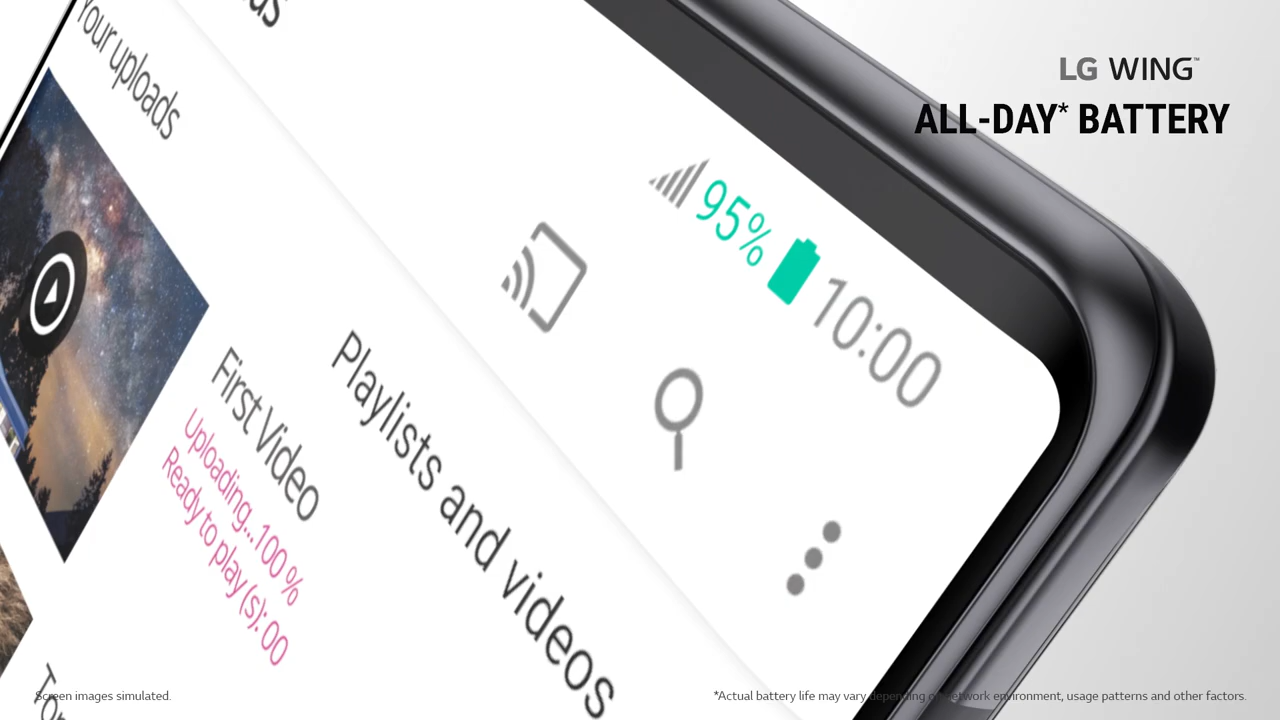 LG WING™
ALL-DAY* BATTERY
95% 10:00
Your uploads
Playlists and videos
First Video
Uploading...100 %
Ready to play (s): 00
Screen images simulated.
*Actual battery life may vary depending on network environment, usage patterns and other factors.